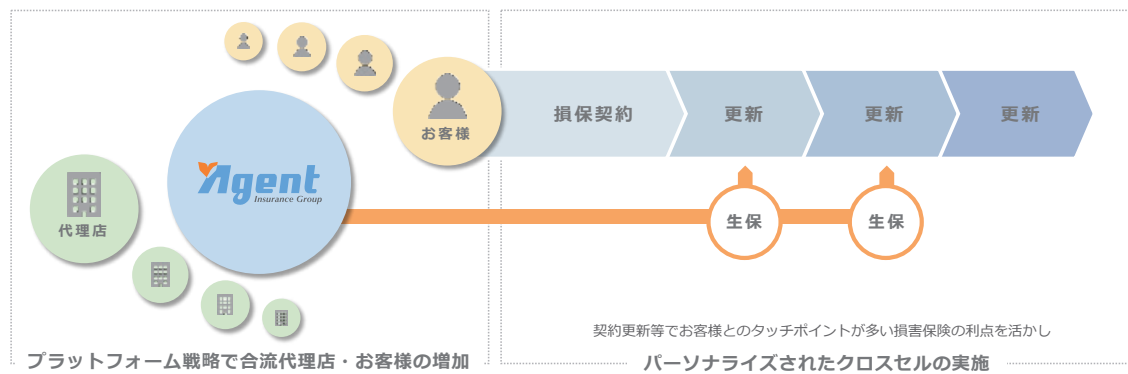 お客様
損保契約
更新
更新
更新
Agent
Insurance Group
代理店
生保
生保
契約更新等でお客様とのタッチポイントが多い損害保険の利点を活かし
プラットフォーム戦略で合流代理店・お客様の増加
パーソナライズされたクロスセルの実施